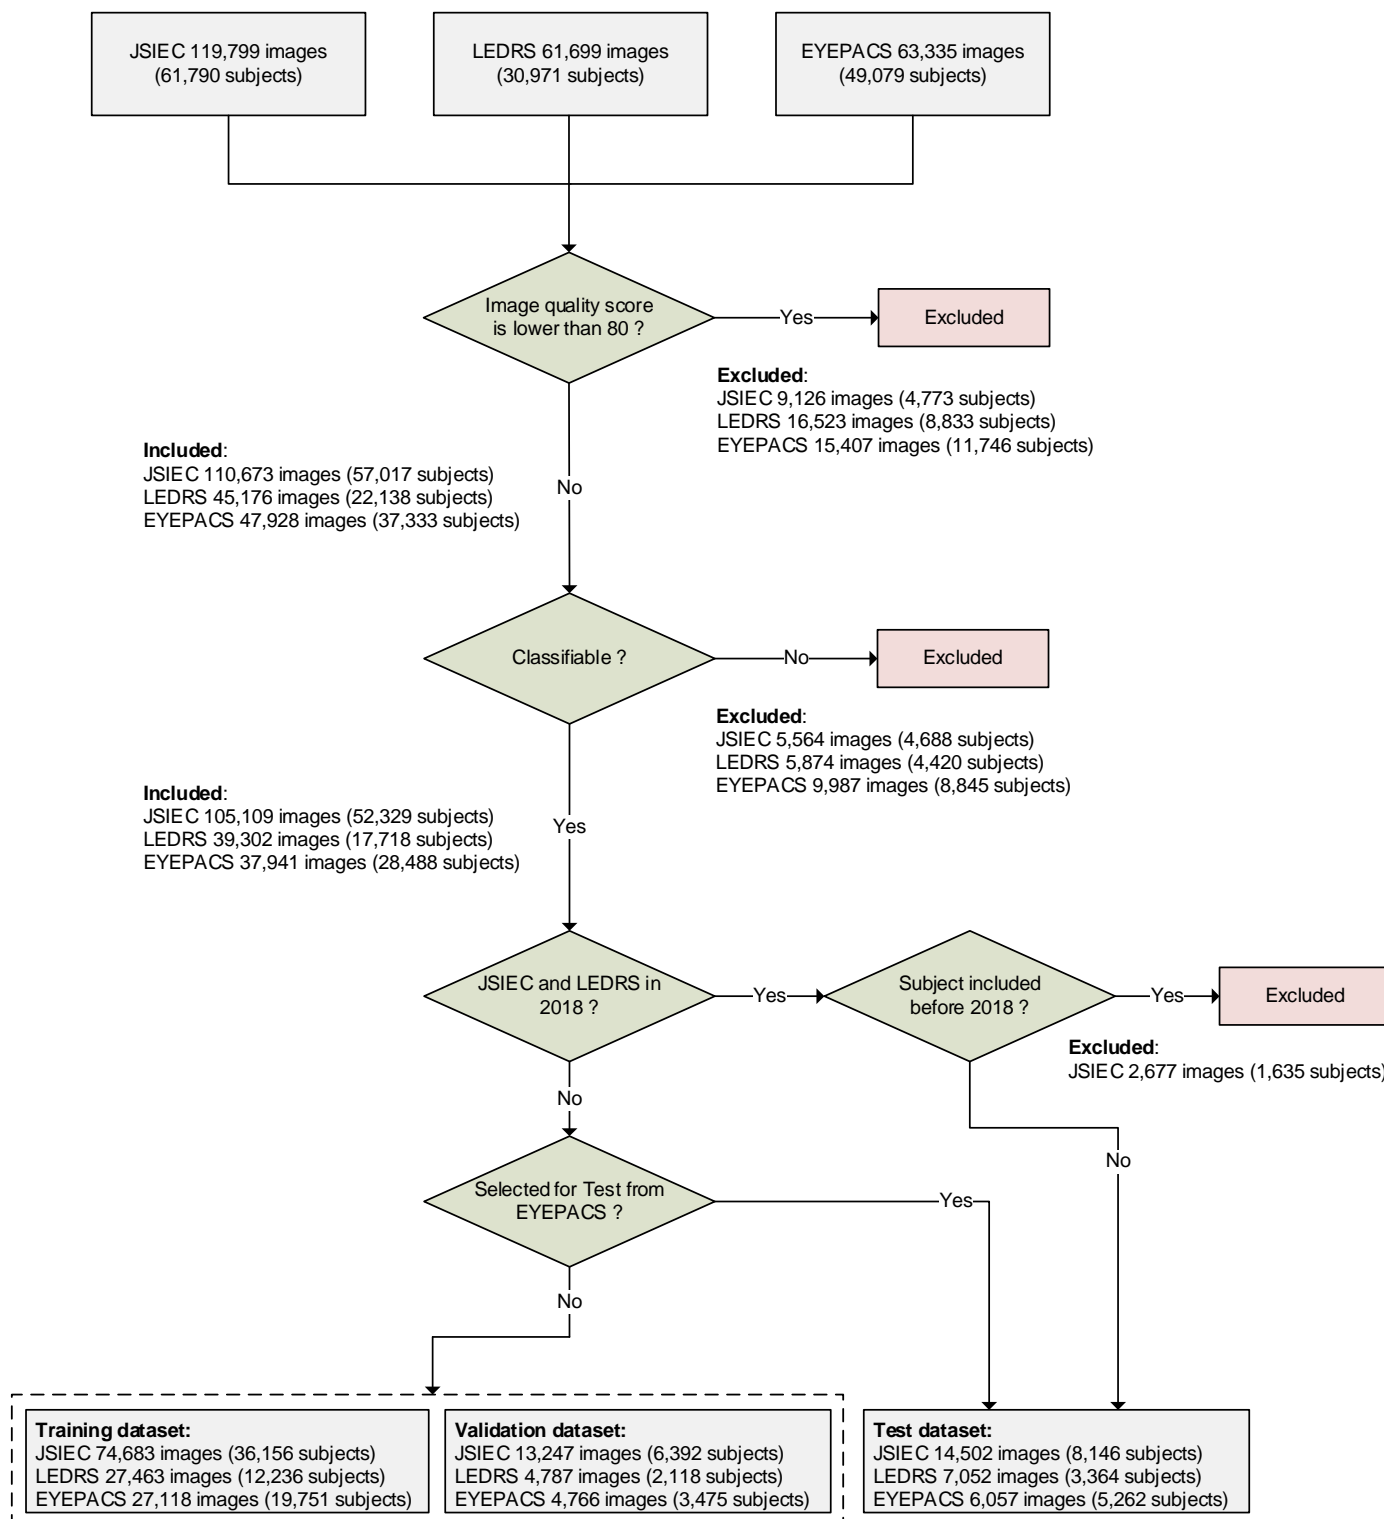 JSIEC 119,799 images
(61,790 subjects)
LEDRS 61,699 images
(30,971 subjects)
EYEPACS 63,335 images
(49,079 subjects)
Image quality score
is lower than 80 ?
Yes
Excluded
Excluded:
JSIEC 9,126 images (4,773 subjects)
LEDRS 16,523 images (8,833 subjects)
EYEPACS 15,407 images (11,746 subjects)
Included:
JSIEC 110,673 images (57,017 subjects)
LEDRS 45,176 images (22,138 subjects)
EYEPACS 47,928 images (37,333 subjects)
No
Classifiable ?
No
Excluded
Excluded:
JSIEC 5,564 images (4,688 subjects)
LEDRS 5,874 images (4,420 subjects)
EYEPACS 9,987 images (8,845 subjects)
Included:
JSIEC 105,109 images (52,329 subjects)
LEDRS 39,302 images (17,718 subjects)
EYEPACS 37,941 images (28,488 subjects)
Yes
JSIEC and LEDRS in
2018 ?
Yes
Subject included
before 2018 ?
Yes
Excluded
Excluded:
JSIEC 2,677 images (1,635 subjects)
No
No
Selected for Test from
EYEPACS ?
Yes
No
Training dataset:
JSIEC 74,683 images (36,156 subjects)
LEDRS 27,463 images (12,236 subjects)
EYEPACS 27,118 images (19,751 subjects)
Validation dataset:
JSIEC 13,247 images (6,392 subjects)
LEDRS 4,787 images (2,118 subjects)
EYEPACS 4,766 images (3,475 subjects)
Test dataset:
JSIEC 14,502 images (8,146 subjects)
LEDRS 7,052 images (3,364 subjects)
EYEPACS 6,057 images (5,262 subjects)